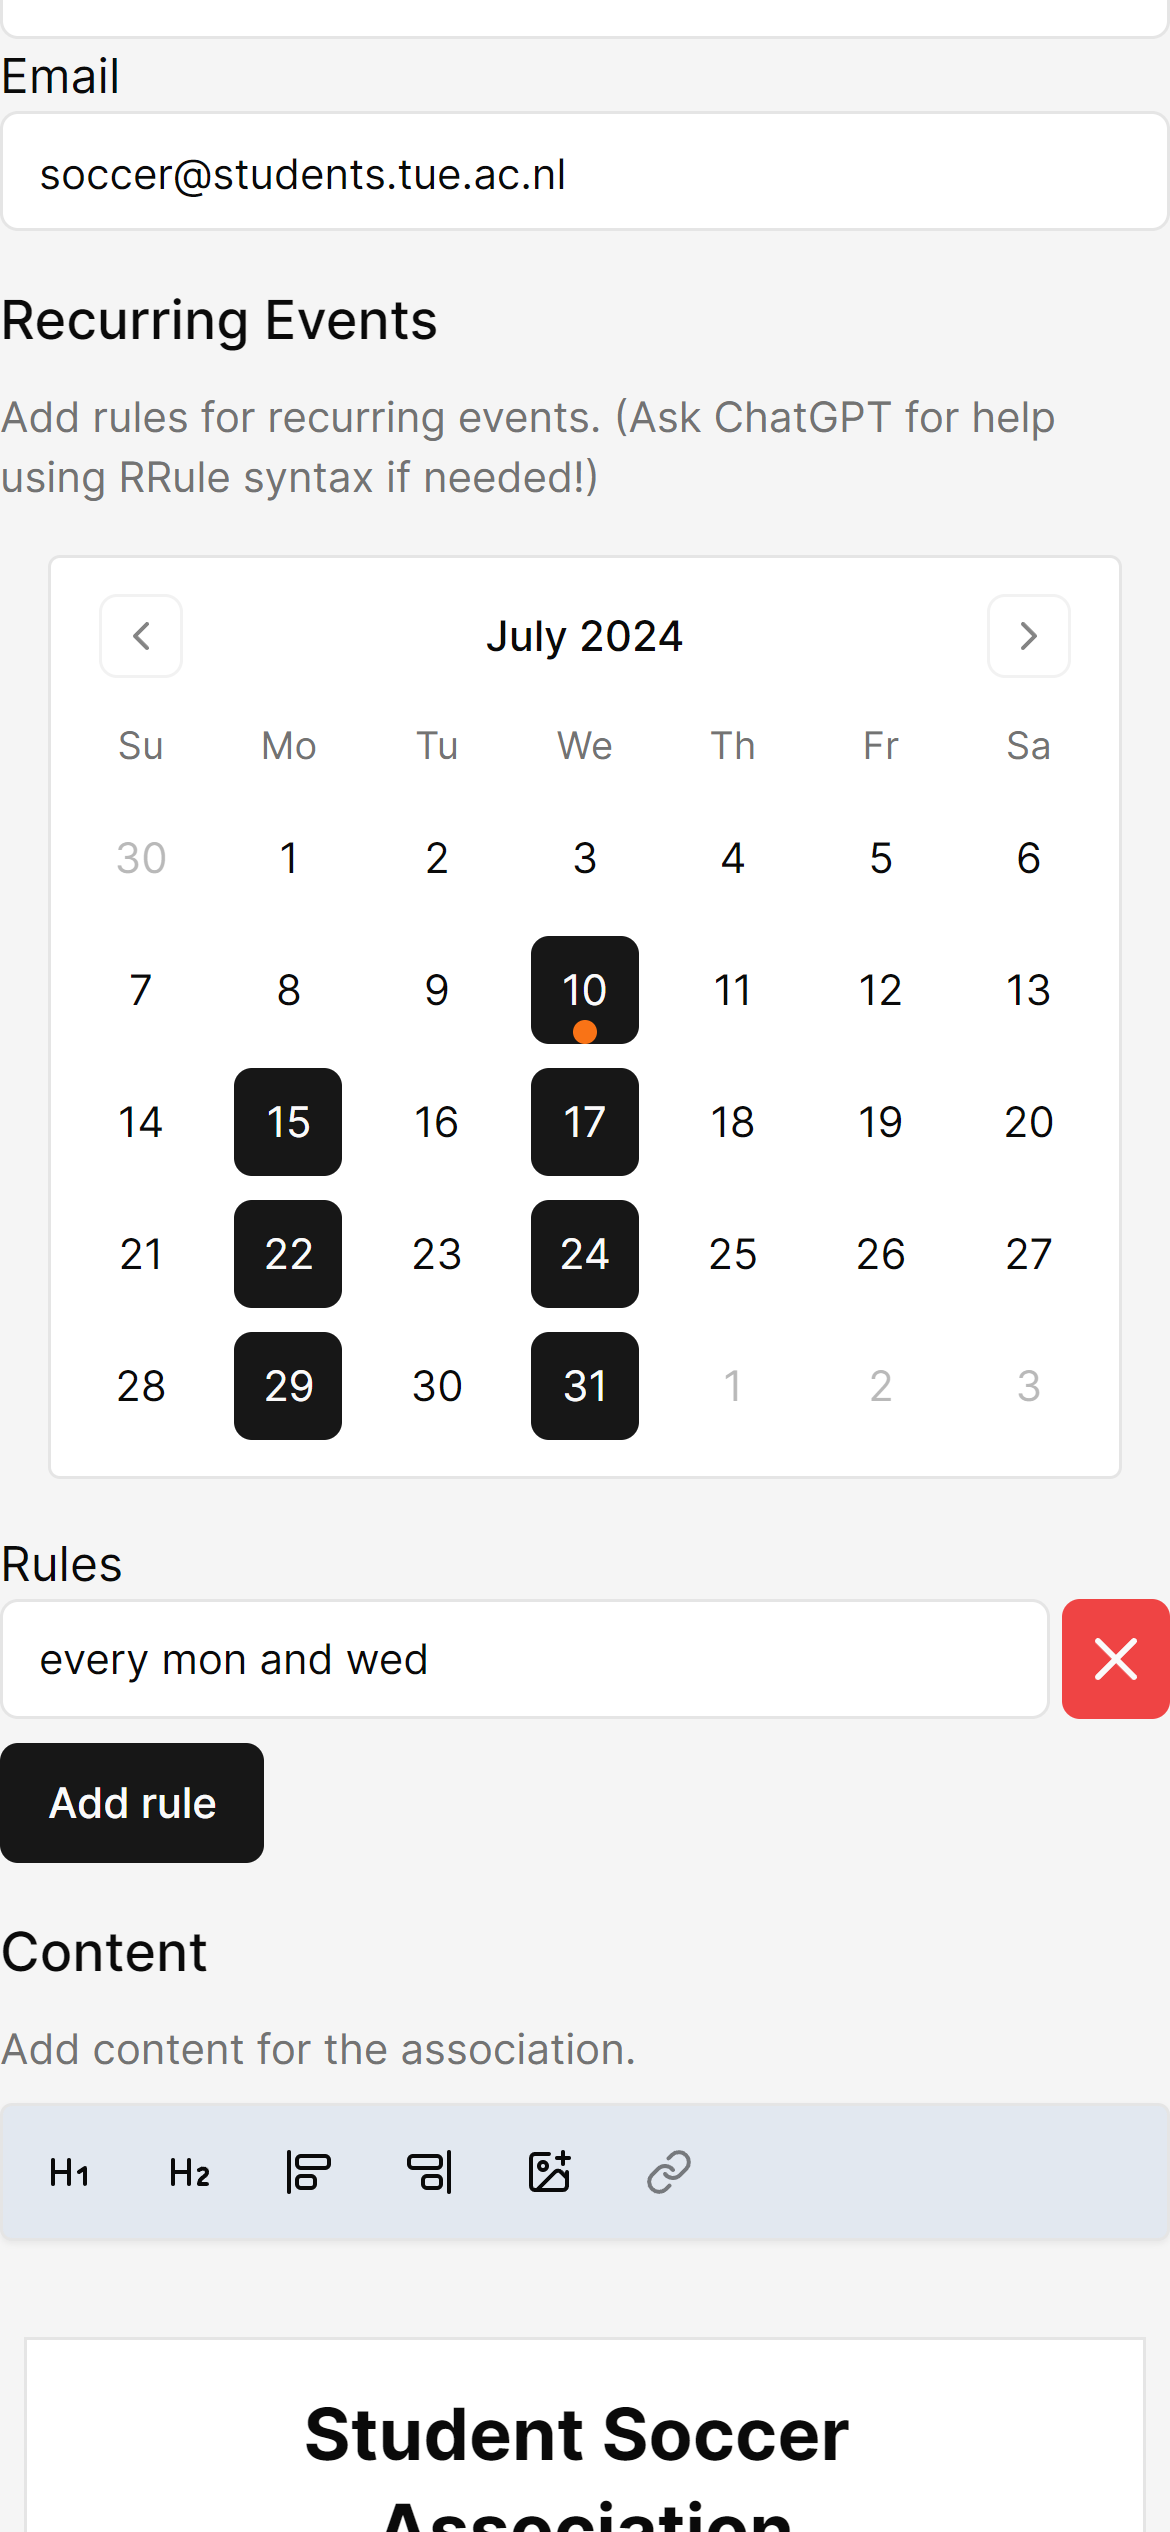 Email
soccer@students.tue.ac.nl
Recurring Events
Add rules for recurring events. (Ask ChatGPT for help
using RRule syntax if needed!)
July 2024
Su Mo Tu We Th Fr Sa
30 1 2 3 4 5 6
7 8 9 10 11 12 13
14 15 16 17 18 19 20
21 22 23 24 25 26 27
28 29 30 31 1 2 3
Rules
every mon and wed
Add rule
Content
Add content for the association.
H1 H2
Student Soccer
Association